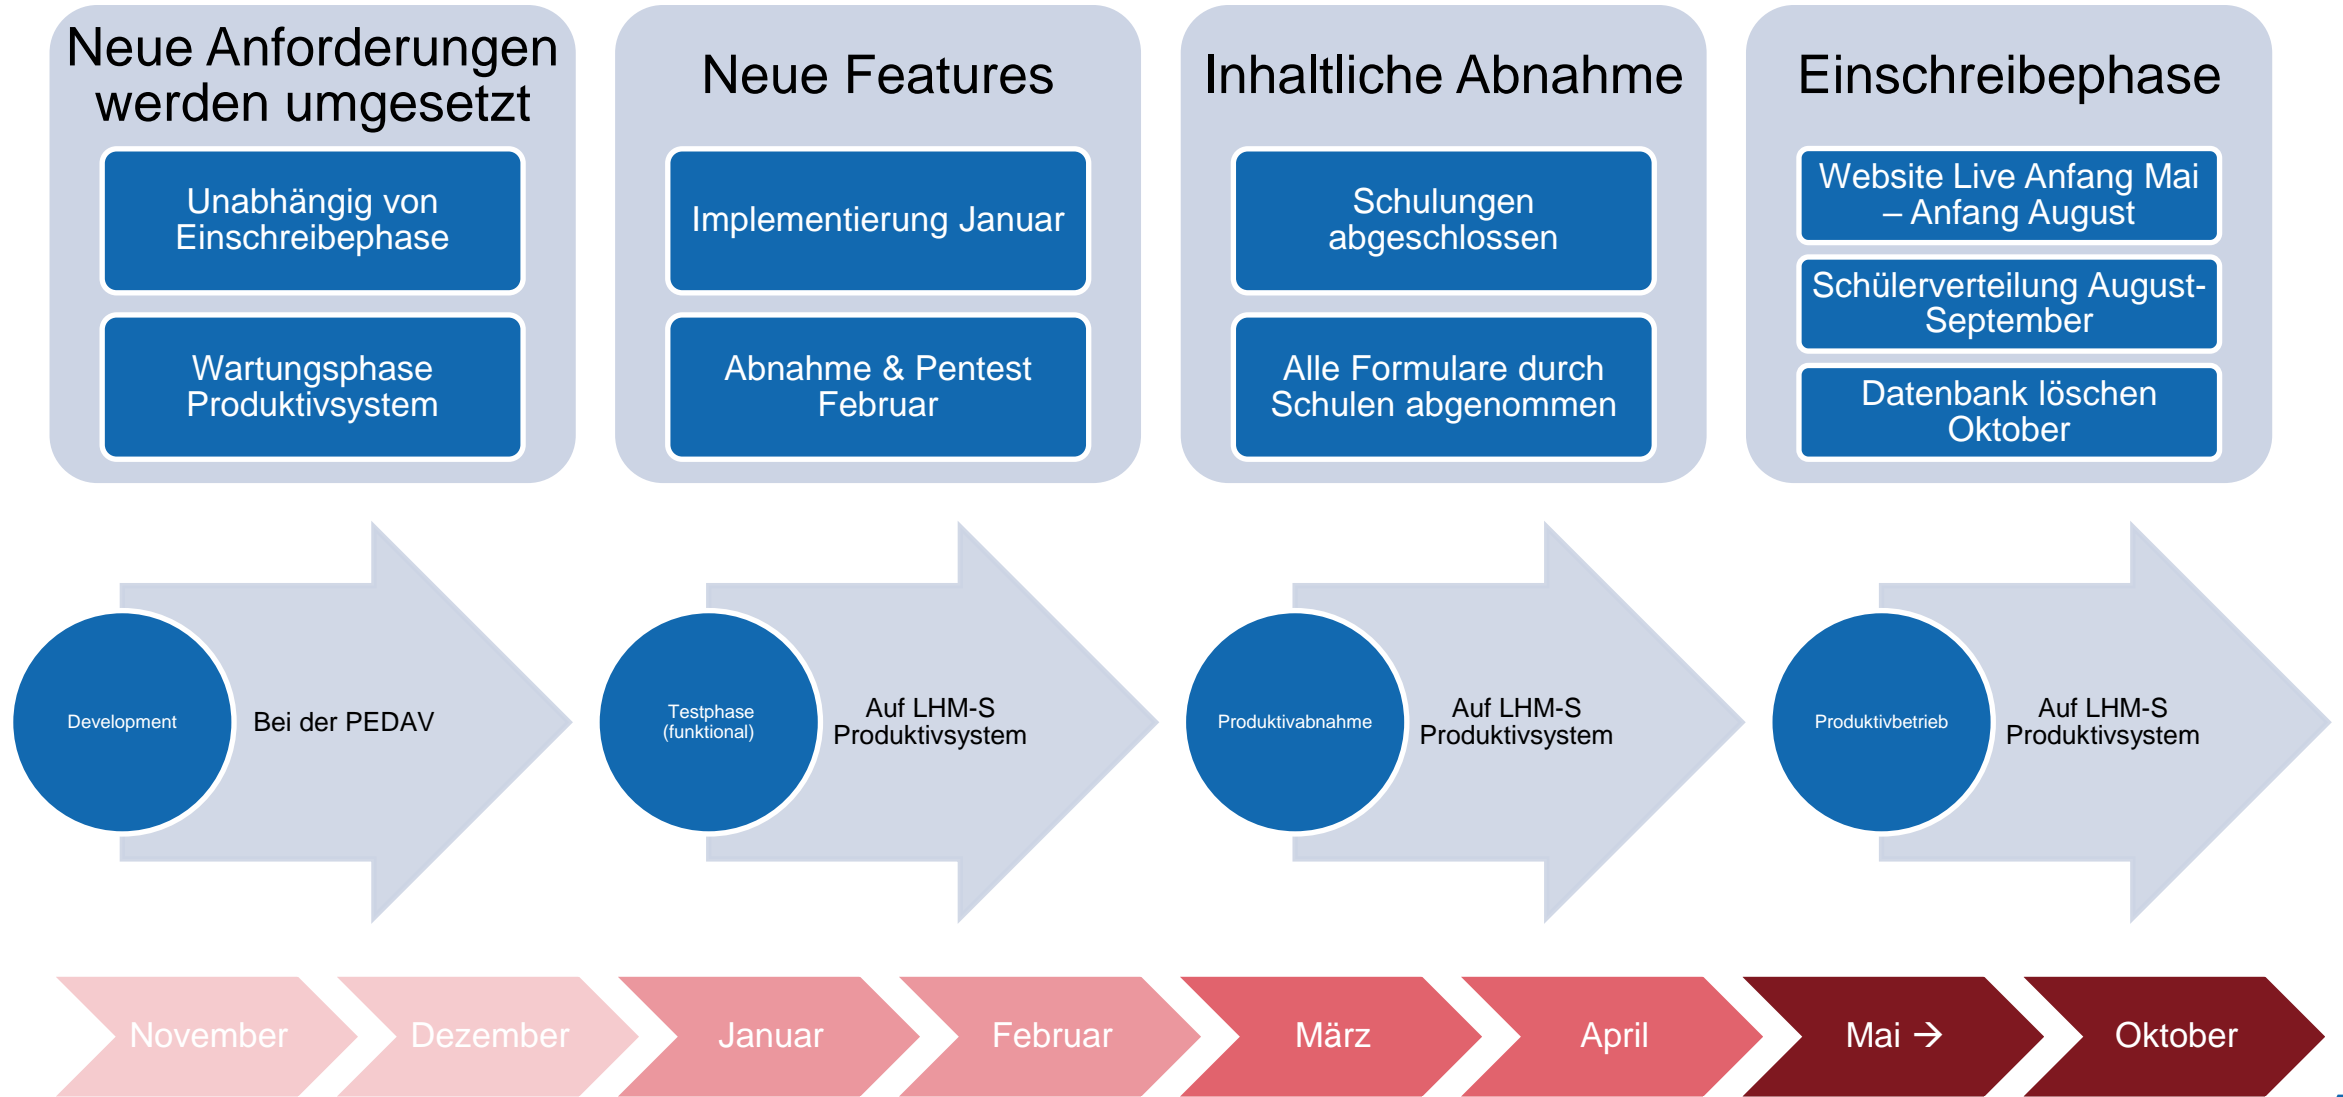 Neue Anforderungen
werden umgesetzt
Unabhängig von
Einschreibephase
Wartungsphase
Produktivsystem
Neue Features
Implementierung Januar
Abnahme & Pentest
Februar
Inhaltliche Abnahme
Schulungen
abgeschlossen
Alle Formulare durch
Schulen abgenommen
Einschreibephase
Website Live Anfang Mai
– Anfang August
Schülerverteilung August-
September
Datenbank löschen
Oktober
Development
Bei der PEDAV
Testphase
(funktional)
Auf LHM-S
Produktivsystem
Produktivabnahme
Auf LHM-S
Produktivsystem
Produktivbetrieb
Auf LHM-S
Produktivsystem
November
Dezember
Januar
Februar
März
April
Mai →
Oktober